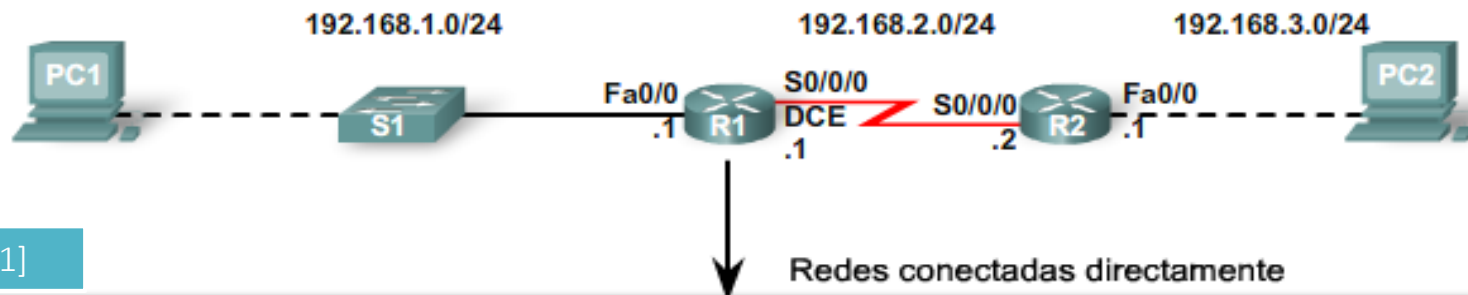 192.168.1.0/24
192.168.2.0/24
192.168.3.0/24
PC1
S1
Fa0/0
.1
R1
S0/0/0
DCE
.1
S0/0/0
.2
R2
Fa0/0
.1
PC2
1]
Redes conectadas directamente